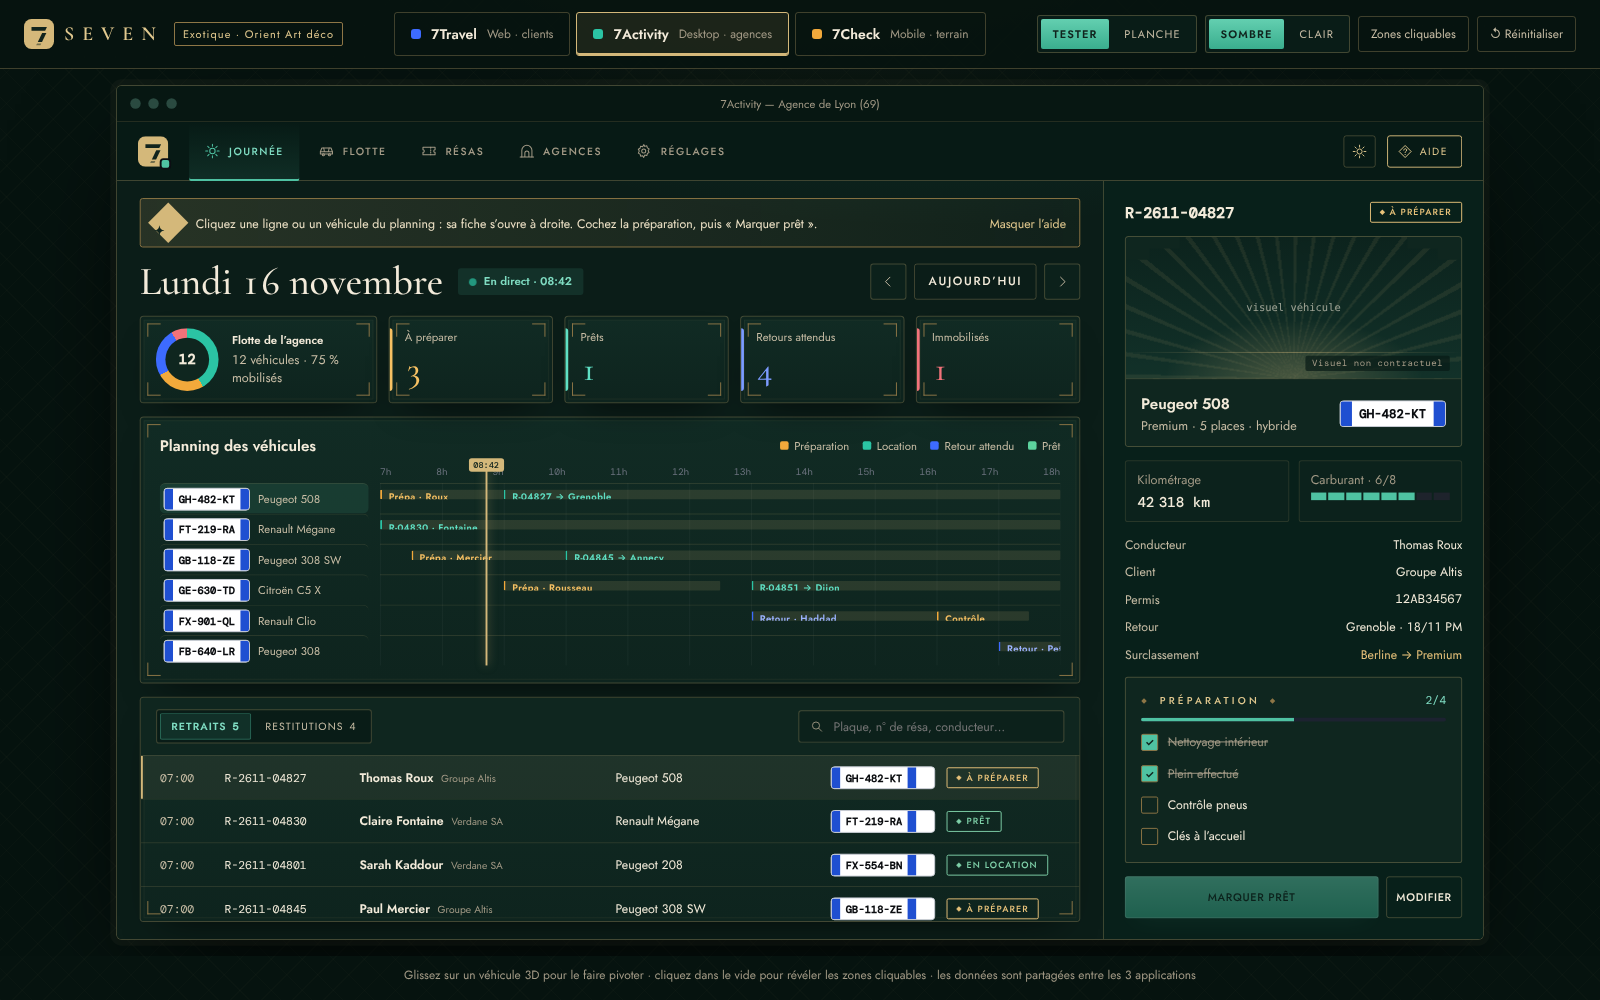 7 SEVEN Exotique · Orient Art déco
7Travel Web · clients
7Activity Desktop · agences
7Check Mobile · terrain
TESTER PLANCHE
SOMBRE CLAIR
Zones cliquables
Réinitialiser
7Activity — Agence de Lyon (69)
7 JOURNÉE FLOTTE RÉSAS AGENCES RÉGLAGES
AIDE
Cliquez une ligne ou un véhicule du planning : sa fiche s'ouvre à droite. Cochez la préparation, puis « Marquer prêt ».
Masquer l'aide
Lundi 16 novembre
En direct · 08:42
AUJOURD'HUI
12
Flotte de l'agence
12 véhicules · 75 %
mobilisés
À préparer
3
Prêts
1
Retours attendus
4
Immobilisés
1
Planning des véhicules
Préparation Location Retour attendu Prêt
7h 8h 08:42 10h 11h 12h 13h 14h 15h 16h 17h 18h
GH-482-KT Peugeot 508 Prépa · Roux R-04827 → Grenoble
FT-219-RA Renault Mégane R-04830 · Fontaine
GB-118-ZE Peugeot 308 SW Prépa · Mercier R-04845 → Annecy
GE-630-TD Citroën C5 X Prépa · Rousseau R-04851 → Dijon
FX-901-QL Renault Clio Retour · Haddad Contrôle
FB-640-LR Peugeot 308 Retour · Pet
RETRAITS 5 RESTITUTIONS 4
Plaque, n° de résa, conducteur…
07:00 R-2611-04827 Thomas Roux Groupe Altis Peugeot 508 GH-482-KT À PRÉPARER
07:00 R-2611-04830 Claire Fontaine Verdane SA Renault Mégane FT-219-RA PRÊT
07:00 R-2611-04801 Sarah Kaddour Verdane SA Peugeot 208 FX-554-BN EN LOCATION
07:00 R-2611-04845 Paul Mercier Groupe Altis Peugeot 308 SW GB-118-ZE À PRÉPARER
R-2611-04827 À PRÉPARER
visuel véhicule
Visuel non contractuel
Peugeot 508
Premium · 5 places · hybride
GH-482-KT
Kilométrage
42 318 km
Carburant · 6/8
Conducteur Thomas Roux
Client Groupe Altis
Permis 12AB34567
Retour Grenoble · 18/11 PM
Surclassement Berline → Premium
PRÉPARATION 2/4
Nettoyage intérieur
Plein effectué
Contrôle pneus
Clés à l'accueil
MARQUER PRÊT
MODIFIER
Glissez sur un véhicule 3D pour le faire pivoter · cliquez dans le vide pour révéler les zones cliquables · les données sont partagées entre les 3 applications